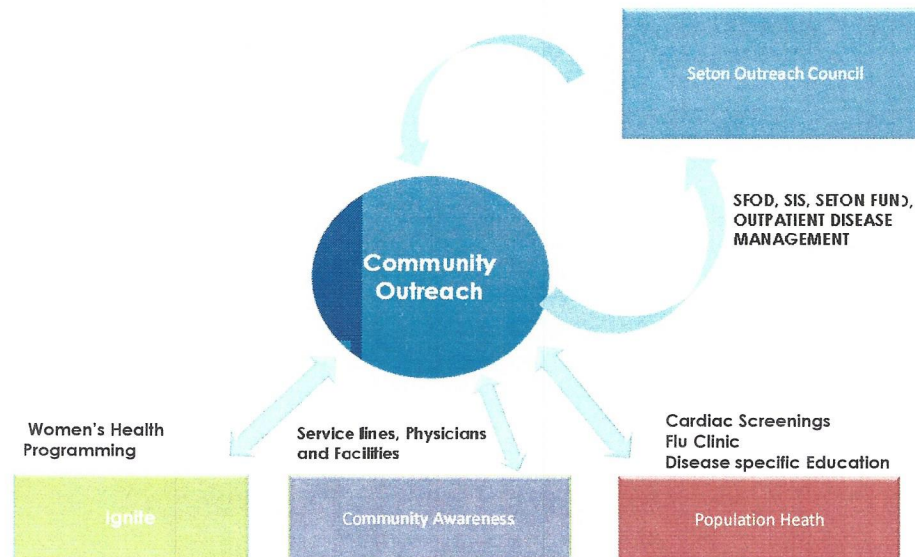 Seton Outreach Council
SFOD, SIS, SETON FUND,
OUTPATIENT DISEASE
MANAGEMENT
Community
Outreach
Women's Health
Programming
Service lines, Physicians
and Facilities
Cardiac Screenings
Flu Clinic
Disease specific Education
Ignite
Community Awareness
Population Heath